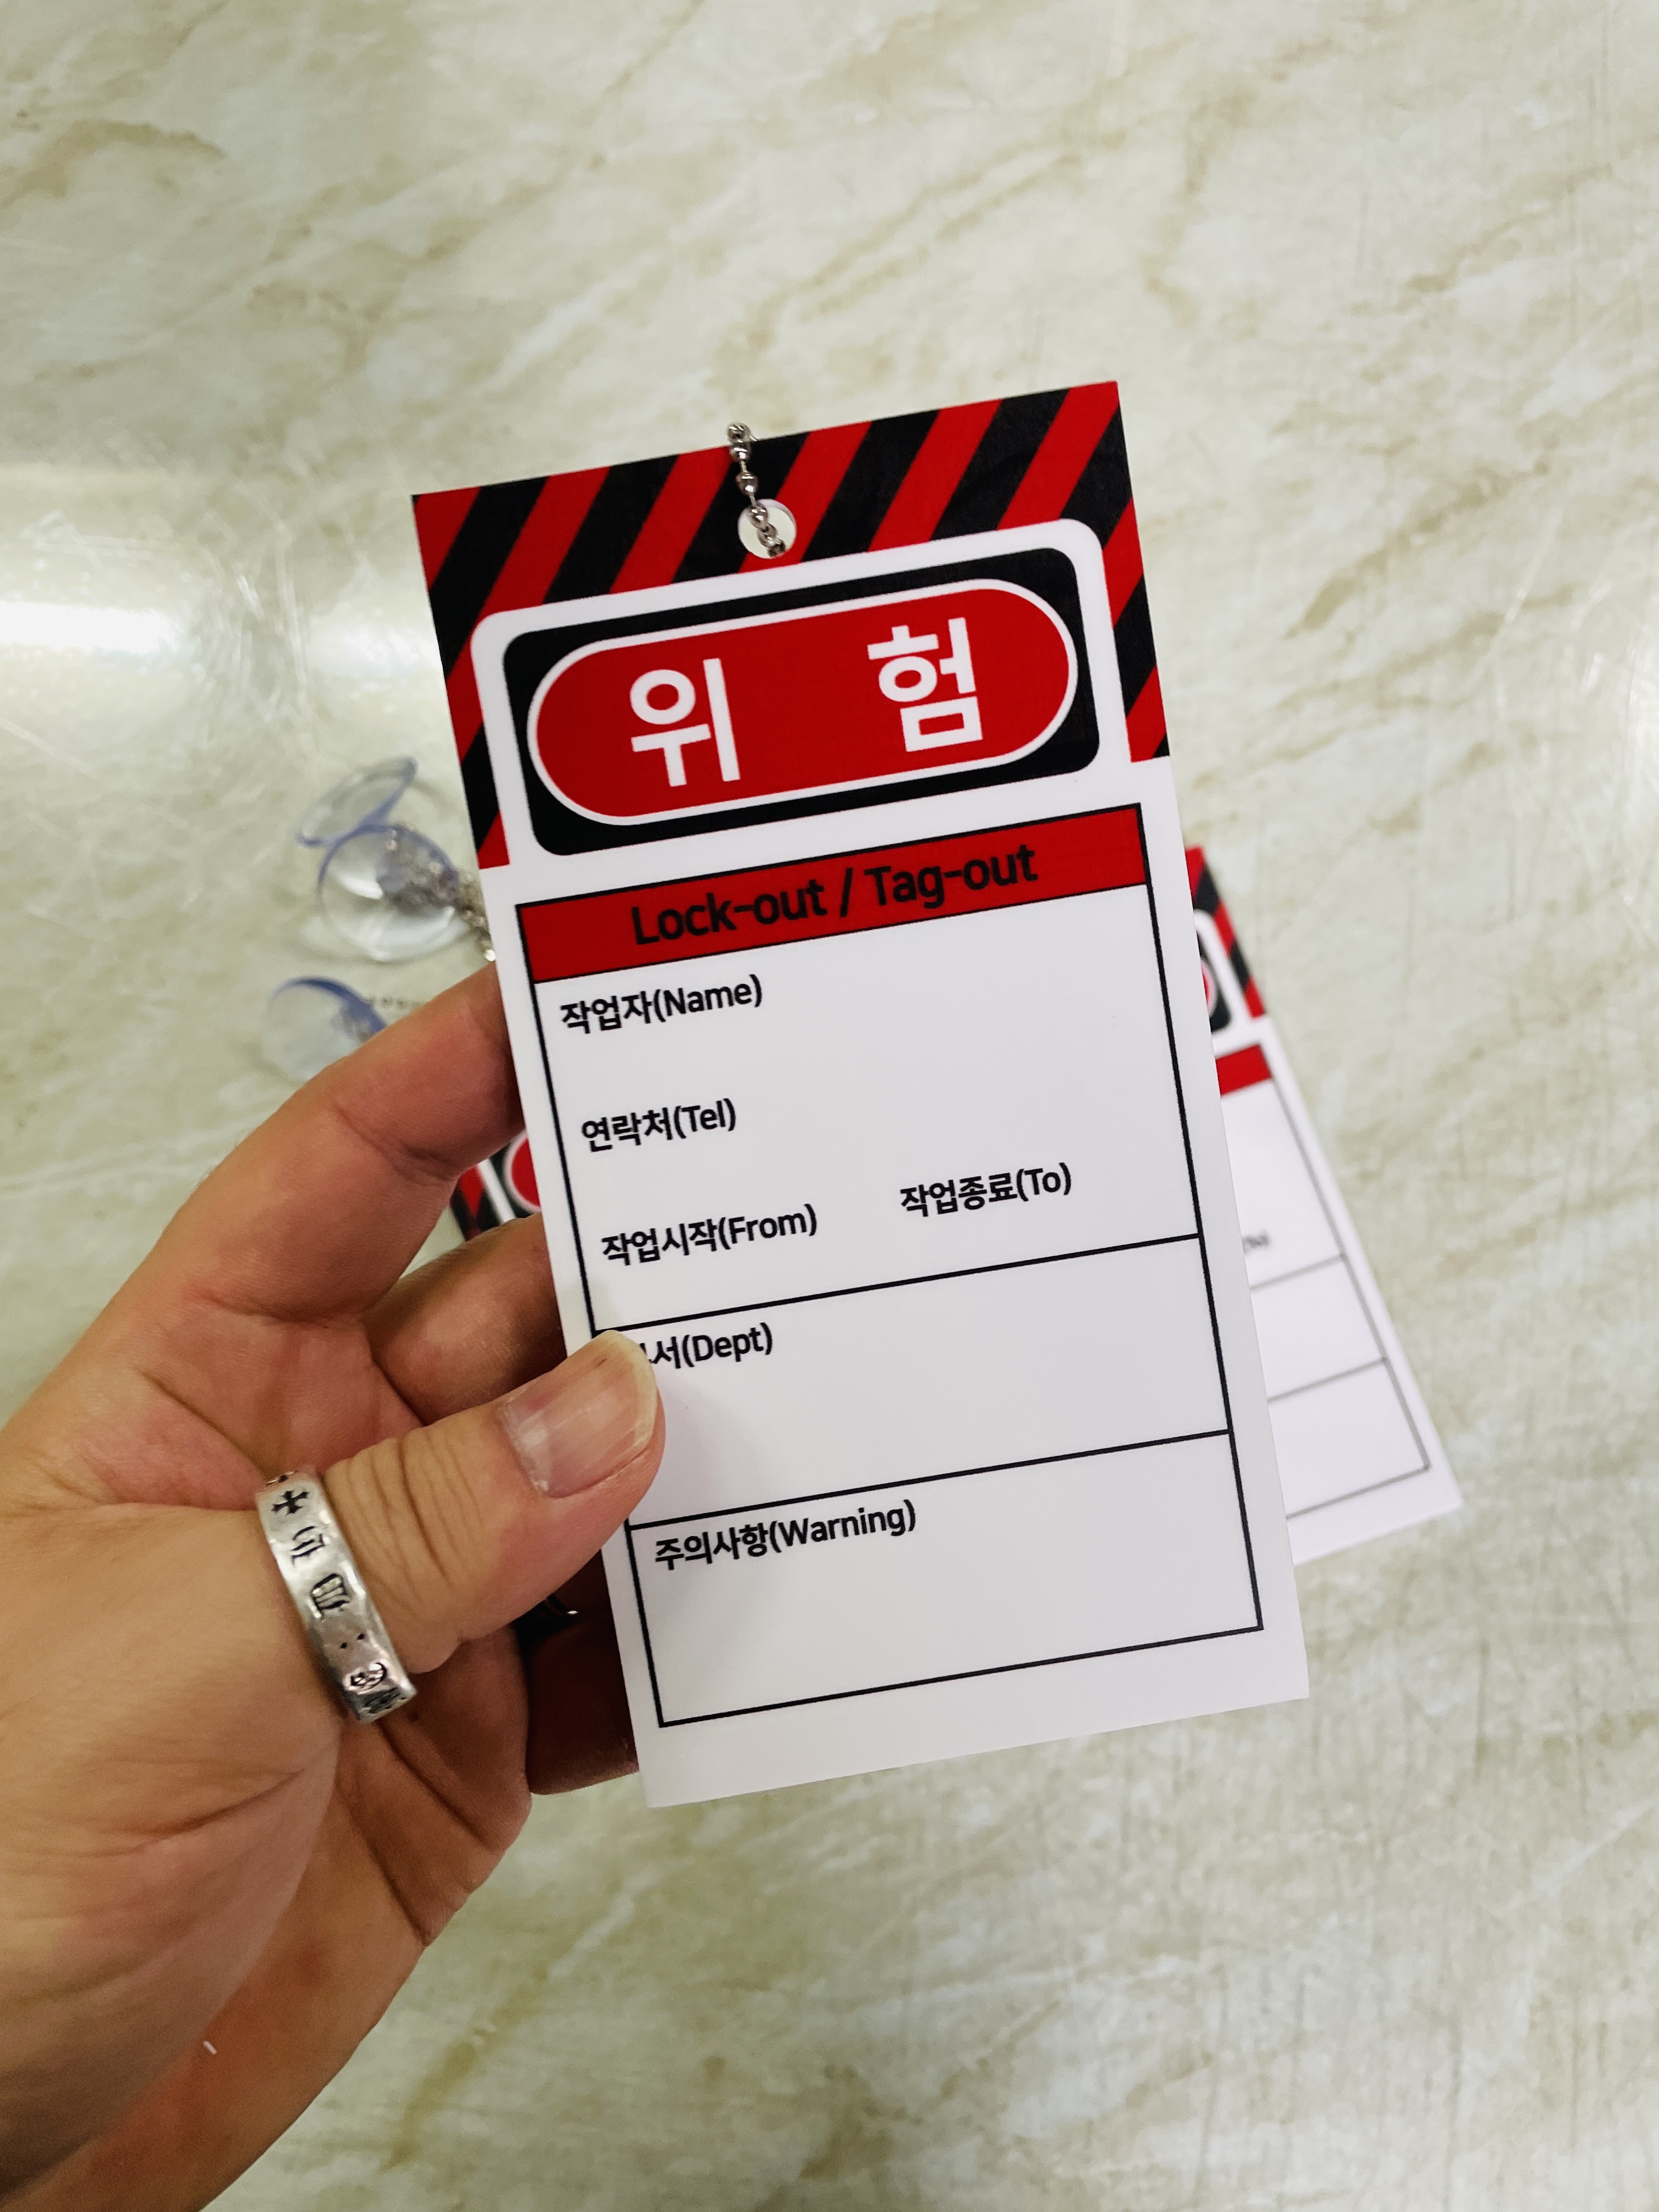 위 험
Lock-out / Tag-out
작업자(Name)
연락처(Tel)
작업시작(From) 작업종료(To)
서(Dept)
주의사항(Warning)